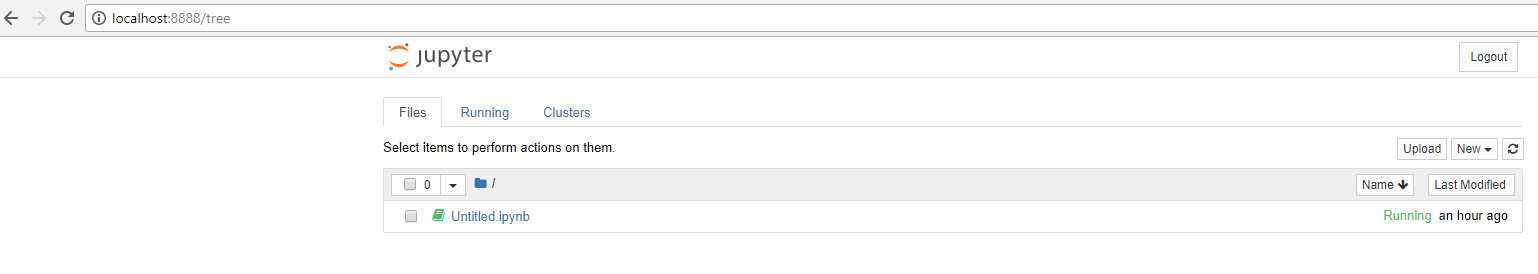 localhost:8888/tree
jupyter
Logout
Files Running Clusters
Select items to perform actions on them.
Upload New
0 / Name Last Modified
Untitled.ipynb Running an hour ago